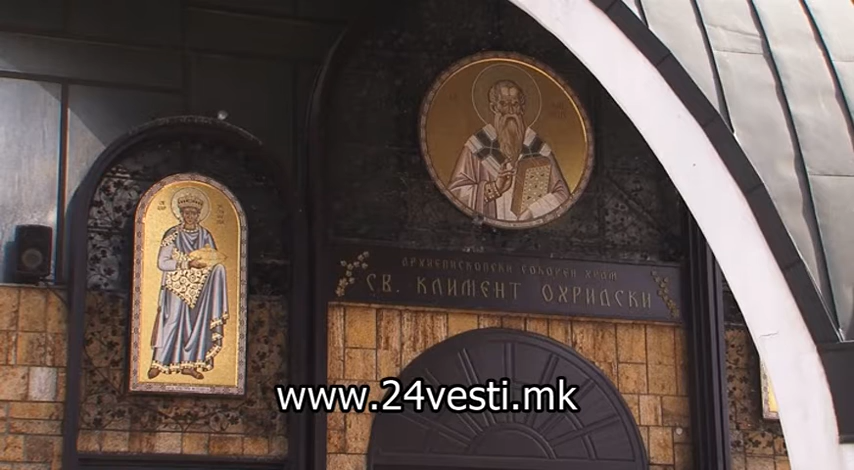 АРХИЕПИСКОПСКИ СОБОРЕН ХРАМ
СВ. КЛИМЕНТ ОХРИДСКИ
www.24vesti.mk